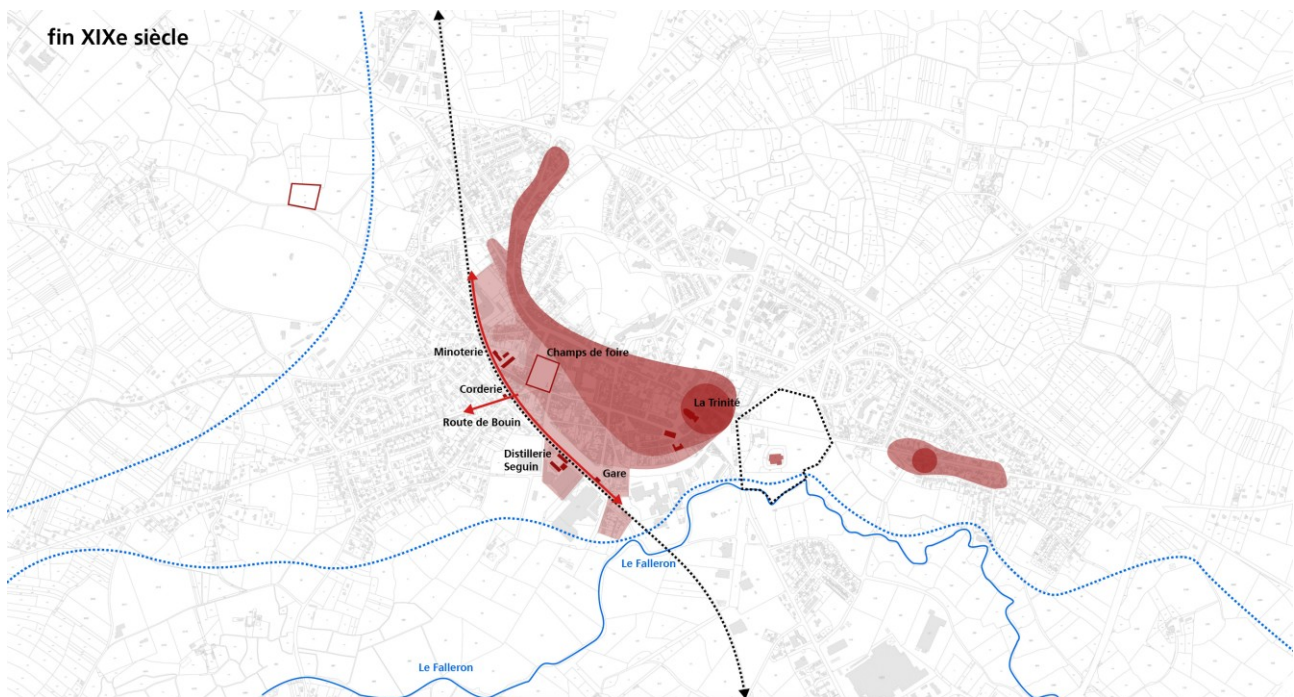 fin XIXe siècle
Minoterie
Champs de foire
Corderie
La Trinité
Route de Bouin
Distillerie
Seguin
Gare
Le Falleron
Le Falleron